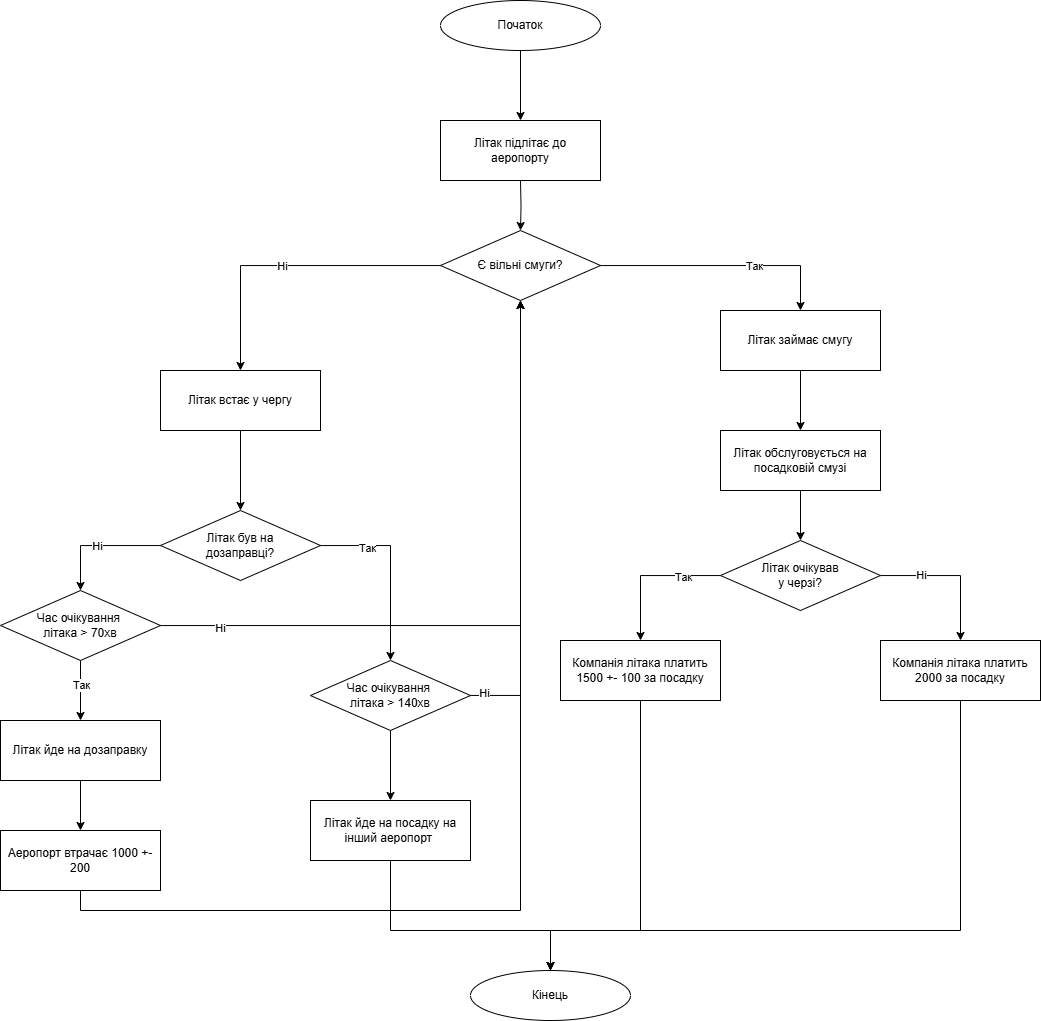 Початок
Літак підлітає до
аеропорту
Є вільні смуги?
Ні
Так
Літак займає смугу
Літак встає у чергу
Літак обслуговується на
посадковій смузі
Літак був на
дозаправці?
Ні
Так
Літак очікував
у черзі?
Так
Ні
Час очікування
літака > 70хв
Ні
Так
Час очікування
літака > 140хв
Ні
Компанія літака платить
1500 +- 100 за посадку
Компанія літака платить
2000 за посадку
Літак йде на дозаправку
Літак йде на посадку на
інший аеропорт
Аеропорт втрачає 1000 +-
200
Кінець